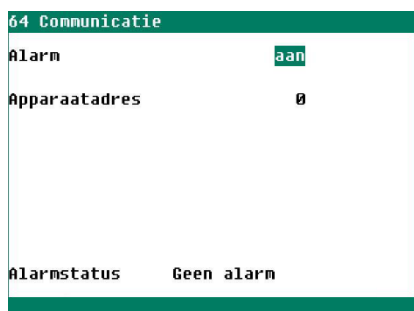 64 Communicatie
Alarm aan
Apparaatadres 0
Alarmstatus Geen alarm